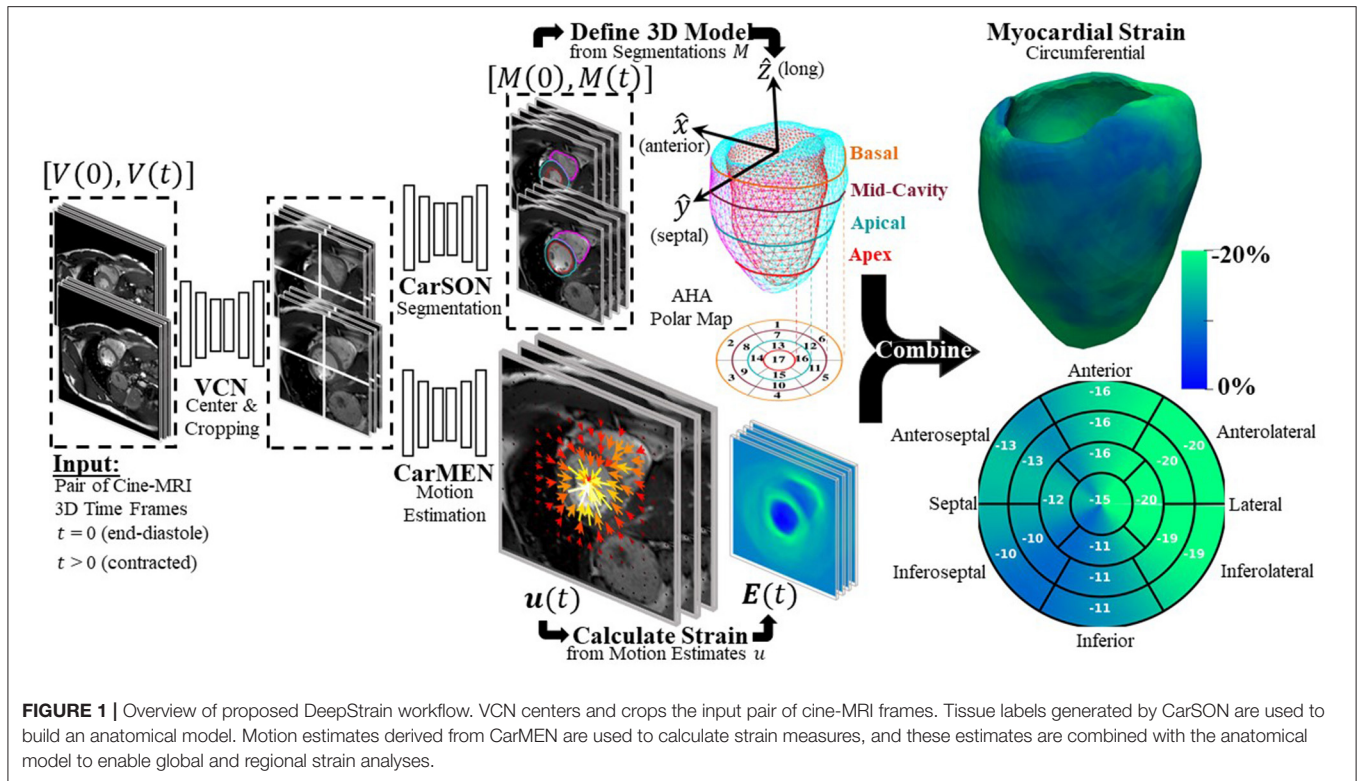 Define 3D Model
from Segmentations M
[M(0), M(t)]
Ẑ (long)
x̂
(anterior)
ŷ
(septal)
Basal
Mid-Cavity
Apical
Apex
Myocardial Strain
Circumferential
-20%
0%
[V(0), V(t)]
VCN
Center &
Cropping
CarSON
Segmentation
CarMEN
Motion
Estimation
Input:
Pair of Cine-MRI
3D Time Frames
t = 0 (end-diastole)
t > 0 (contracted)
AHA
Polar Map
1
2 7 6
8 13 12
14 17 16
3 9 15 11 5
10
4
Combine
u(t)
E(t)
Calculate Strain
from Motion Estimates u
Anterior
-16
Anteroseptal -13 -16 -20 Anterolateral
-13 -16 -20
Septal -12 -15 -20 Lateral
-10 -11 -19
Inferoseptal -10 -11 -19 Inferolateral
-11
Inferior
FIGURE 1 | Overview of proposed DeepStrain workflow. VCN centers and crops the input pair of cine-MRI frames. Tissue labels generated by CarSON are used to
build an anatomical model. Motion estimates derived from CarMEN are used to calculate strain measures, and these estimates are combined with the anatomical
model to enable global and regional strain analyses.